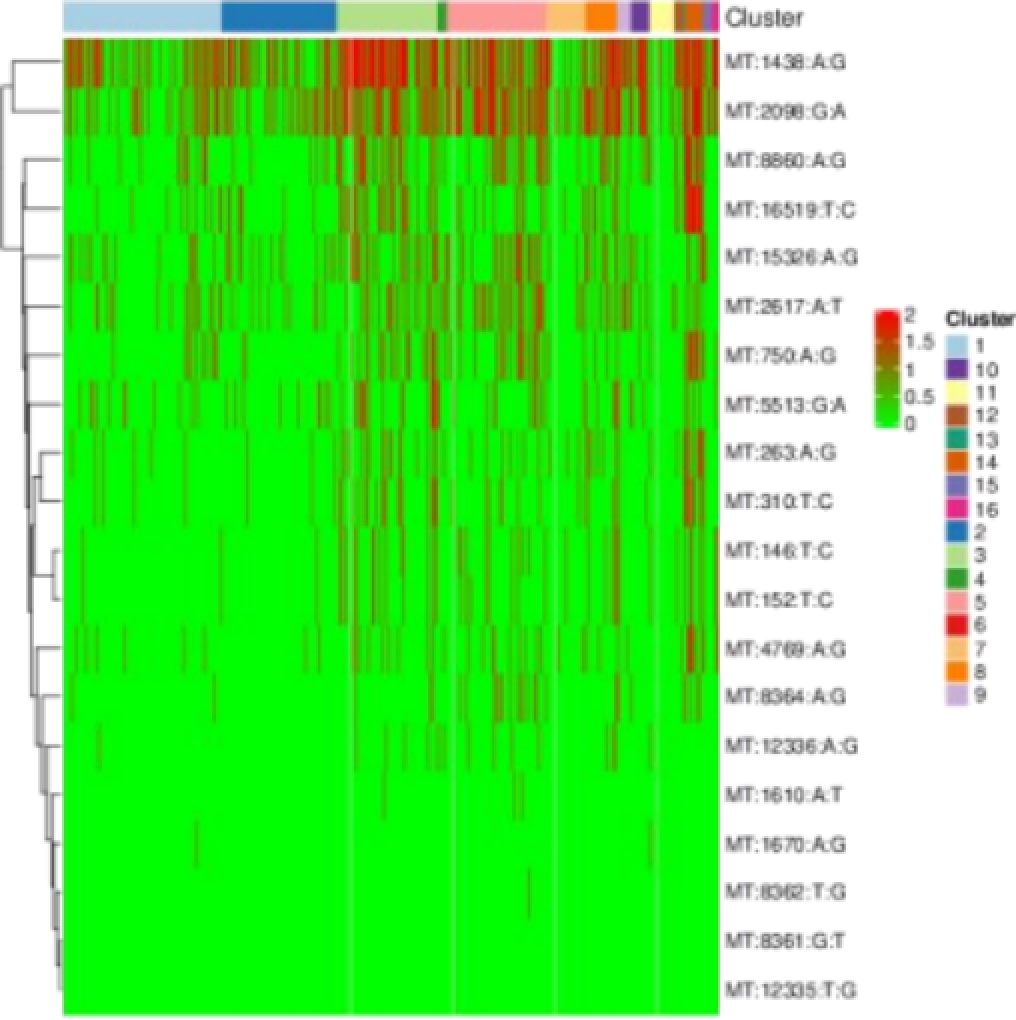 Cluster
MT:1438:A:G
MT:2098:G:A
MT:8860:A:G
MT:16519:T:C
MT:15326:A:G
MT:2617:A:T
MT:750:A:G
MT:5513:G:A
MT:263:A:G
MT:310:T:C
MT:146:T:C
MT:152:T:C
MT:4769:A:G
MT:8364:A:G
MT:12336:A:G
MT:1610:A:T
MT:1670:A:G
MT:8362:T:G
MT:8361:G:T
MT:12335:T:G
2
1.5
1
0.5
0
Cluster
1
10
11
12
13
14
15
16
2
3
4
5
6
7
8
9